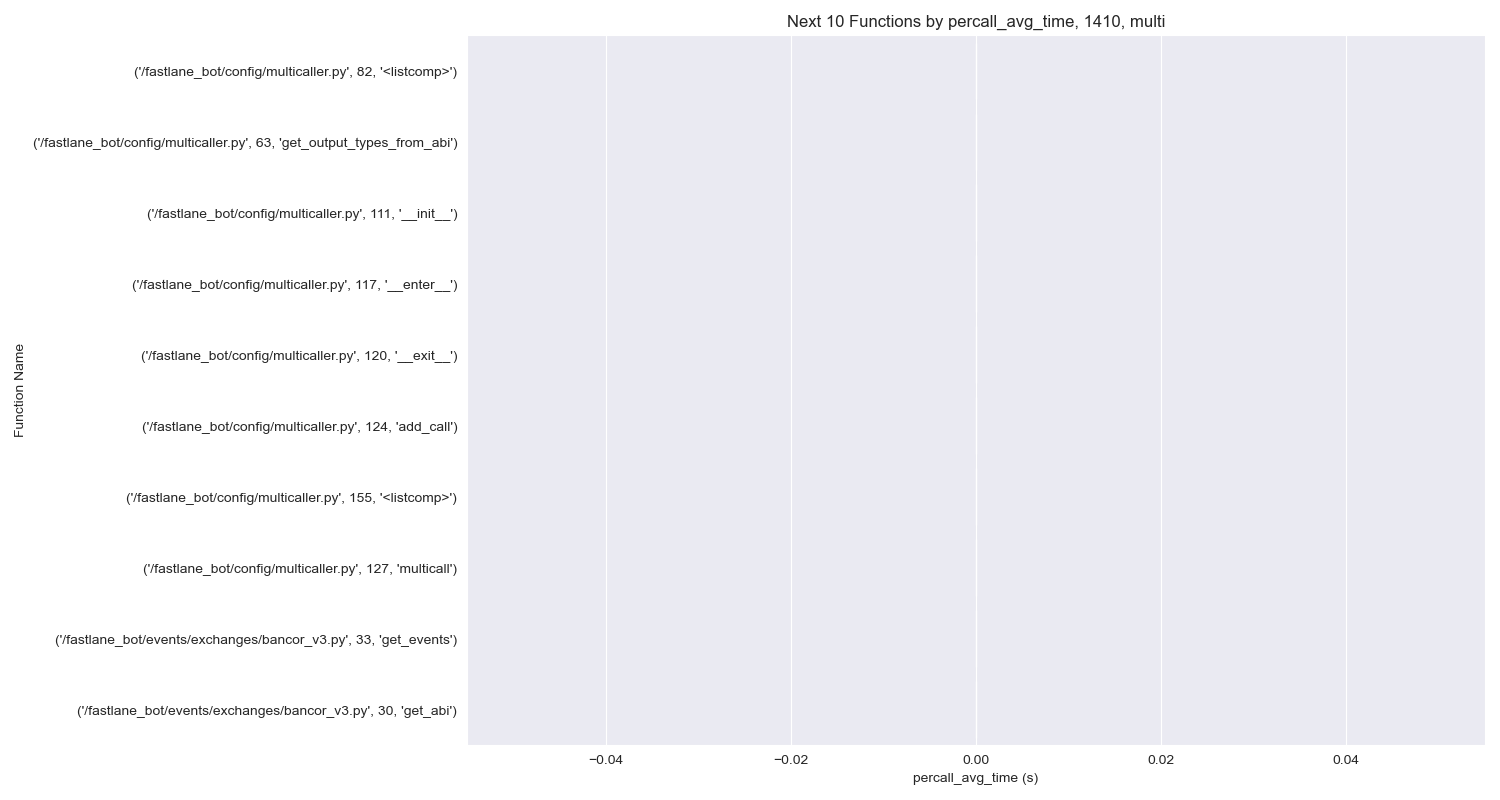 Next 10 Functions by percall_avg_time, 1410, multi
('/fastlane_bot/config/multicaller.py', 82, '<listcomp>')
('/fastlane_bot/config/multicaller.py', 63, 'get_output_types_from_abi')
('/fastlane_bot/config/multicaller.py', 111, '__init__')
('/fastlane_bot/config/multicaller.py', 117, '__enter__')
('/fastlane_bot/config/multicaller.py', 120, '__exit__')
('/fastlane_bot/config/multicaller.py', 124, 'add_call')
('/fastlane_bot/config/multicaller.py', 155, '<listcomp>')
('/fastlane_bot/config/multicaller.py', 127, 'multicall')
('/fastlane_bot/events/exchanges/bancor_v3.py', 33, 'get_events')
('/fastlane_bot/events/exchanges/bancor_v3.py', 30, 'get_abi')
Function Name
−0.04 −0.02 0.00 0.02 0.04
percall_avg_time (s)